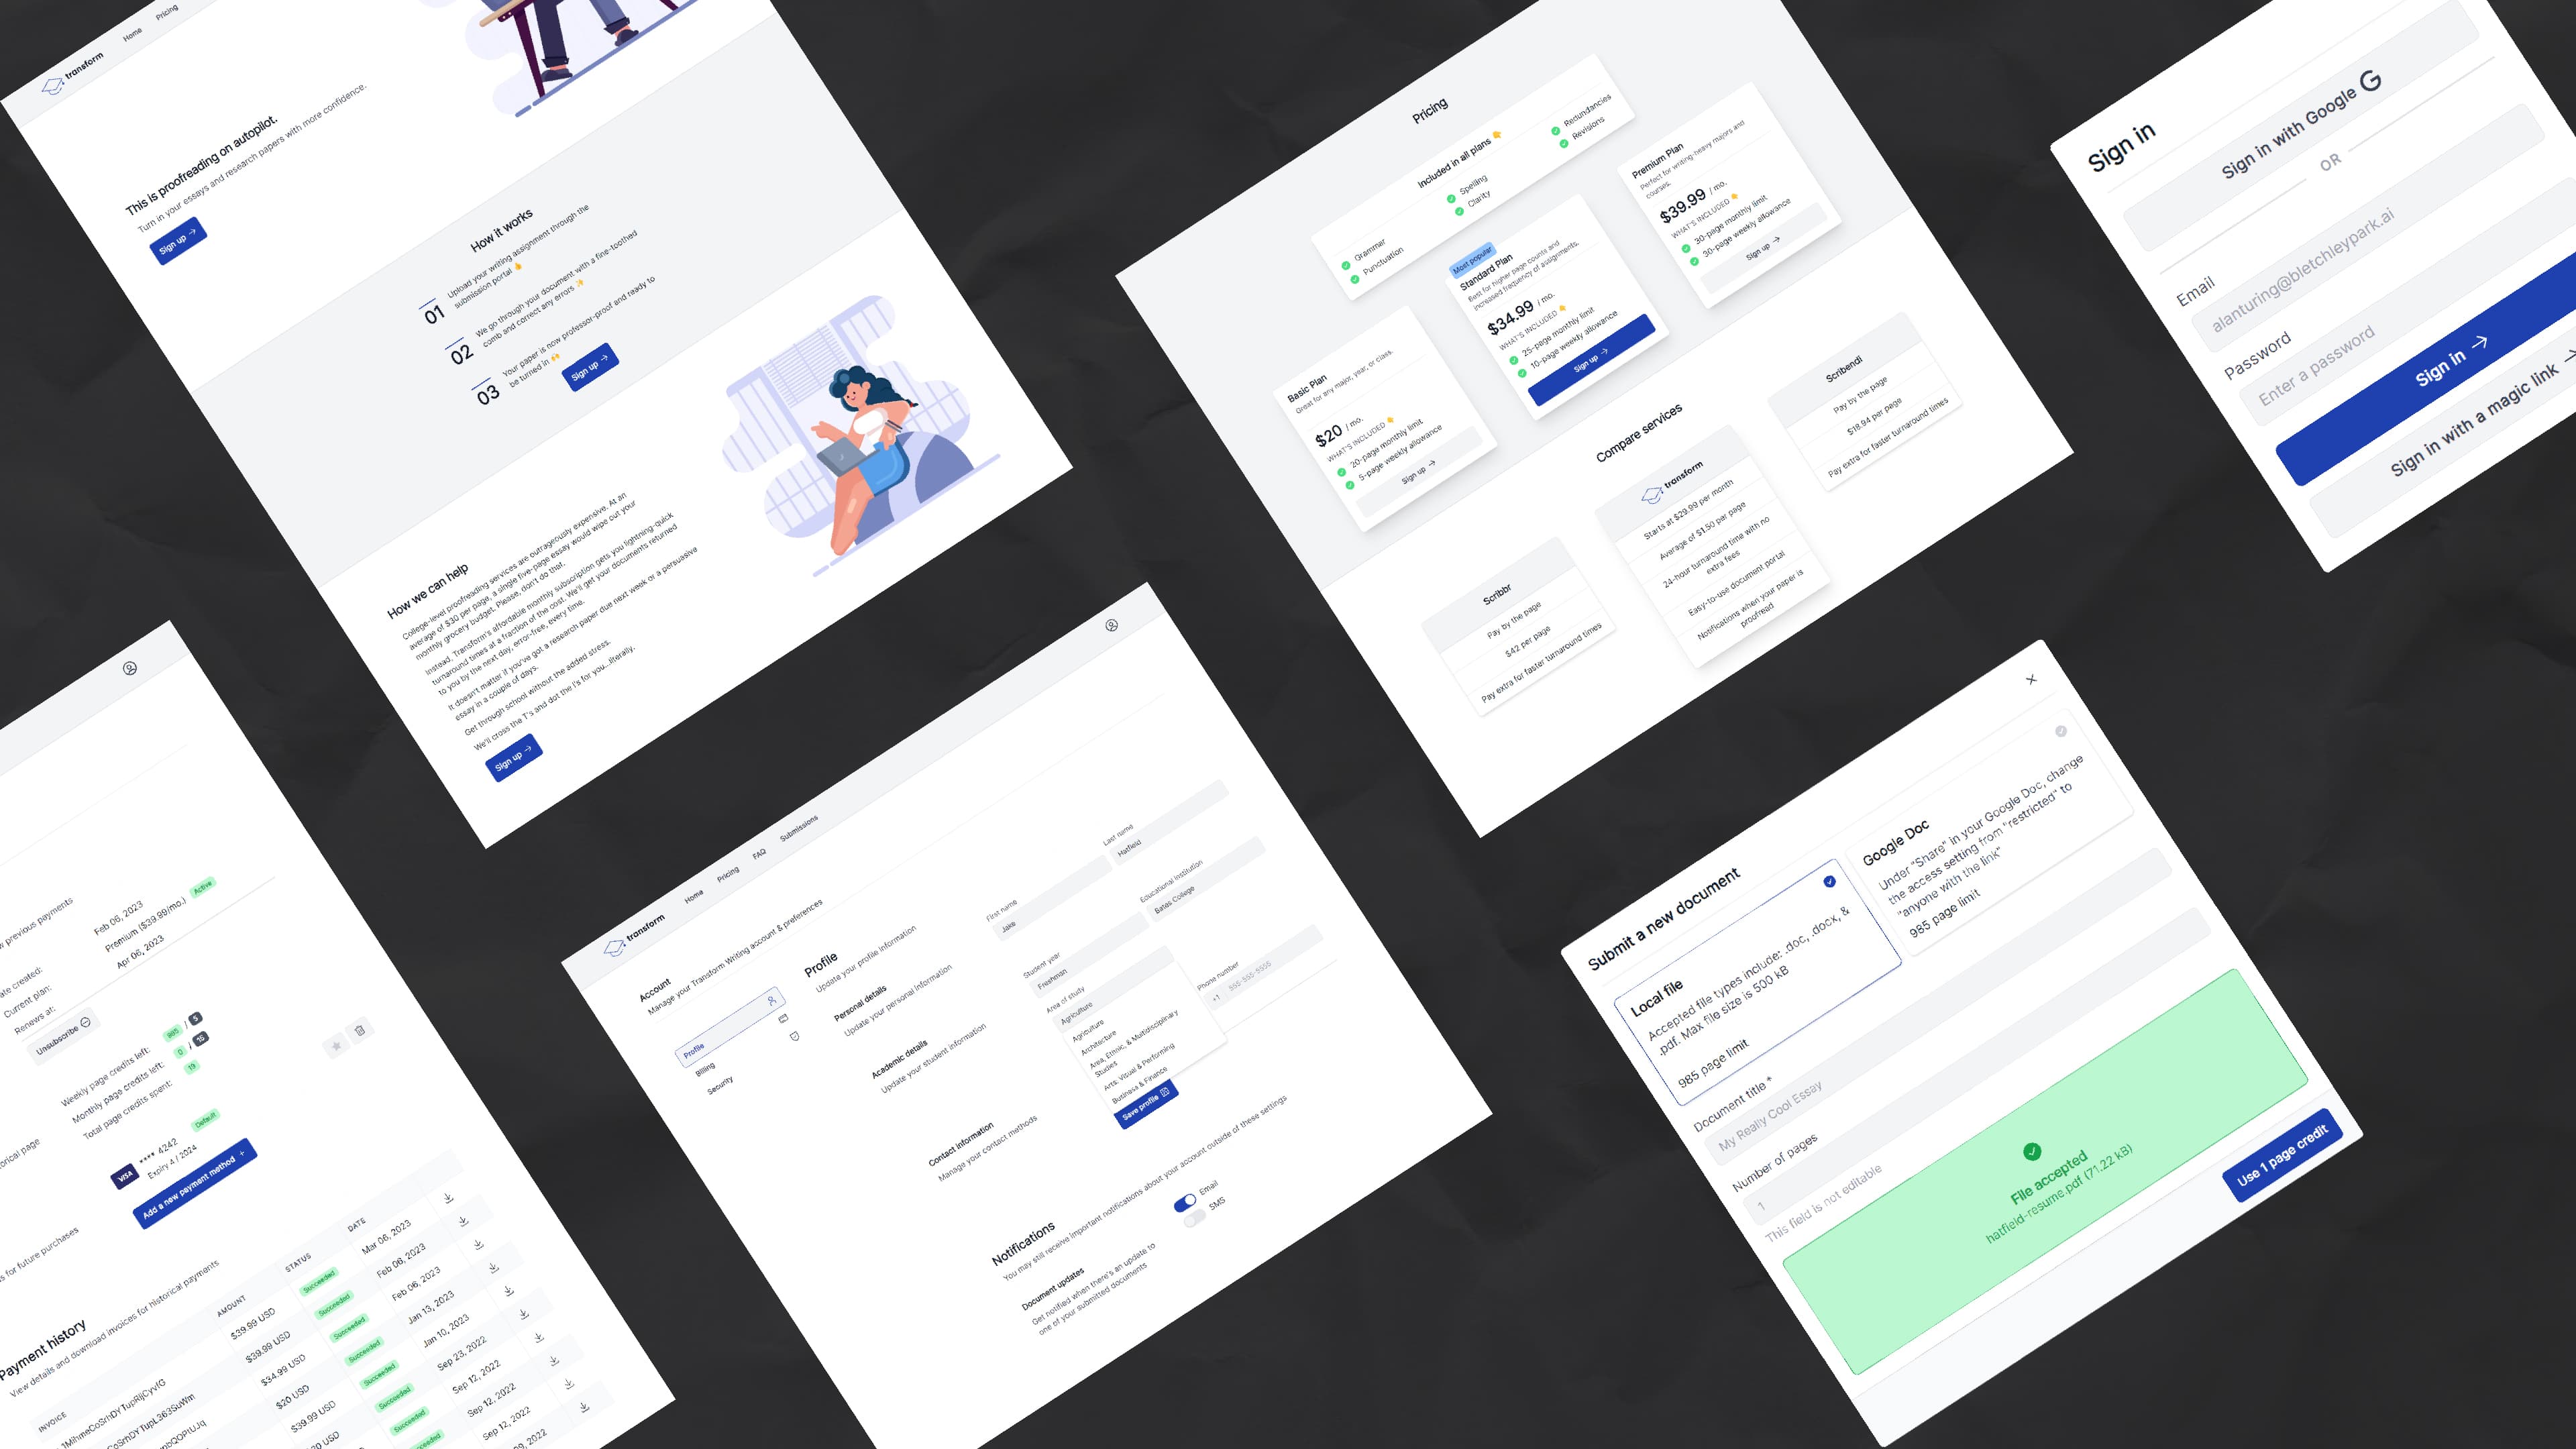 transform
Home
Pricing
This is proofreading on autopilot.
Turn in your essays and research papers with more confidence.
Sign up →
How it works
01
Upload your writing assignment through the
submission portal 👆
02
We go through your document with a fine-toothed
comb and correct any errors ✨
03
Your paper is now professor-proof and ready to
be turned in 🙌
Sign up →
How we can help
College-level proofreading services are outrageously expensive. At an
average of $30 per page, a single five-page essay would wipe out your
monthly grocery budget. Please, don't do that.
Instead, Transform's affordable monthly subscription gets you lightning-quick
turnaround times at a fraction of the cost. We'll get your documents returned
to you by the next day, error-free, every time.
It doesn't matter if you've got a research paper due next week or a persuasive
essay in a couple of days.
Get through school without the added stress.
We'll cross the T's and dot the I's for you...literally.
Sign up →
Pricing
Included in all plans
Grammar
Punctuation
Spelling
Clarity
Redundancies
Revisions
Basic Plan
Great for any major, year, or class.
$20 / mo.
WHAT'S INCLUDED
20-page monthly limit
5-page weekly allowance
Sign up →
Most popular
Standard Plan
Best for higher page counts and
increased frequency of assignments.
$34.99 / mo.
WHAT'S INCLUDED
25-page monthly limit
10-page weekly allowance
Sign up →
Premium Plan
Perfect for writing-heavy majors and
courses.
$39.99 / mo.
WHAT'S INCLUDED
30-page monthly limit
30-page weekly allowance
Sign up →
Compare services
Scribbr
Pay by the page
$42 per page
Pay extra for faster turnaround times
transform
Starts at $29.99 per month
Average of $1.50 per page
24-hour turnaround time with no
extra fees
Easy-to-use document portal
Notifications when your paper is
proofread
Scribendi
Pay by the page
$18.94 per page
Pay extra for faster turnaround times
Sign in
Sign in with Google G
OR
Email
alanturing@bletchleypark.ai
Password
Enter a password
Sign in →
Sign in with a magic link →
previous payments
ate created:
Feb 06, 2023
Current plan:
Premium ($39.99/mo.)
Active
Renews at:
Apr 06, 2023
Unsubscribe
Weekly page credits left:
985 / 5
Monthly page credits left:
0 / 15
Total page credits spent:
19
orical page
VISA
**** 4242
Default
Expiry 4 / 2024
Add a new payment method +
s for future purchases
Payment history
View details and download invoices for historical payments
INVOICE
AMOUNT
STATUS
DATE
$39.99 USD
Succeeded
Mar 06, 2023
$39.99 USD
Succeeded
Feb 06, 2023
$34.99 USD
Succeeded
Feb 06, 2023
$20 USD
Succeeded
Jan 13, 2023
$39.99 USD
Succeeded
Jan 10, 2023
Succeeded
Sep 23, 2022
Succeeded
Sep 12, 2022
Sep 12, 2022
Sep 12, 2022
transform
Home
Pricing
FAQ
Submissions
Account
Manage your Transform Writing account & preferences
Profile
Billing
Security
Profile
Update your profile information
Personal details
Update your personal information
First name
Jake
Last name
Hatfield
Academic details
Update your student information
Student year
Freshman
Educational institution
Bates College
Area of study
Agriculture
Agriculture
Architecture
Area, Ethnic, & Multidisciplinary
Studies
Arts: Visual & Performing
Business & Finance
Contact information
Manage your contact methods
Phone number
+1 555-555-5555
Save profile
Notifications
You may still receive important notifications about your account outside of these settings
Document updates
Get notified when there's an update to
one of your submitted documents
Email
SMS
Submit a new document
Local file
Accepted file types include: .doc, .docx, &
.pdf. Max file size is 500 kB
985 page limit
Google Doc
Under "Share" in your Google Doc, change
the access setting from "restricted" to
"anyone with the link"
985 page limit
Document title *
My Really Cool Essay
Number of pages
1
This field is not editable
File accepted
hatfield-resume.pdf (71.22 kB)
Use 1 page credit